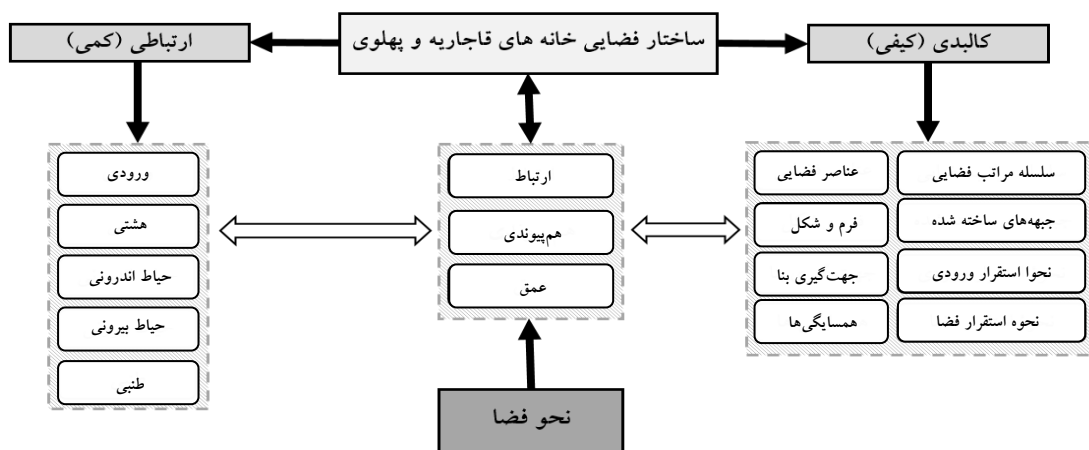 ساختار فضایی خانه های قاجاریه و پهلوی
کالبدی (کیفی)
ارتباطی (کمی)
سلسله مراتب فضایی
عناصر فضایی
جبهه‌های ساخته شده
فرم و شکل
نحوا استقرار ورودی
جهت‌گیری بنا
نحوه استقرار فضا
همسایگی‌ها
ارتباط
هم‌پیوندی
عمق
ورودی
هشتی
حیاط اندرونی
حیاط بیرونی
طنبی
نحو فضا